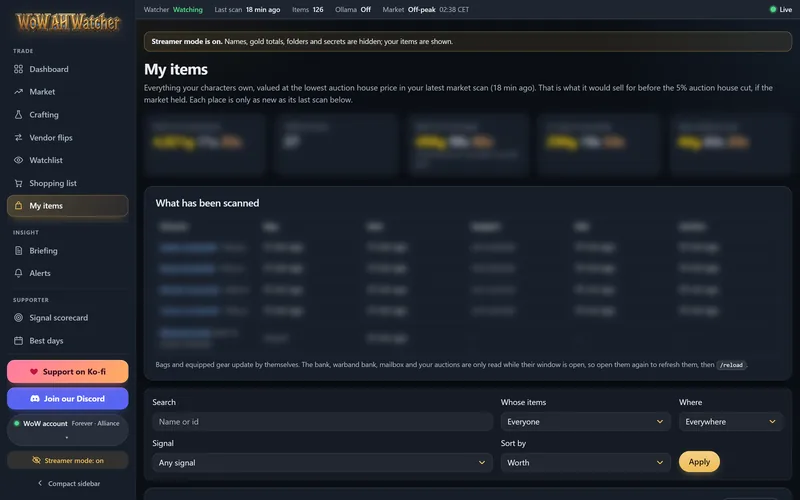 WoW AH Watcher
Watcher Watching Last scan 18 min ago Items 126 Ollama Off Market Off-peak 02:38 CET Live
TRADE
Dashboard
Market
Crafting
Vendor flips
Watchlist
Shopping list
My items
INSIGHT
Briefing
Alerts
SUPPORTER
Signal scorecard
Best days
Support on Ko-fi
Join our Discord
WoW account Forever · Alliance
Streamer mode: on
Compact sidebar
Streamer mode is on. Names, gold totals, folders and secrets are hidden; your items are shown.
My items
Everything your characters own, valued at the lowest auction house price in your latest market scan (18 min ago). That is what it would sell for before the 5% auction house cut, if the
market held. Each place is only as new as its last scan below.
What has been scanned
Bags and equipped gear update by themselves. The bank, warband bank, mailbox and your auctions are only read while their window is open, so open them again to refresh them, then /reload.
Search
Name or id
Whose items
Everyone
Where
Everywhere
Signal
Any signal
Sort by
Worth
Apply